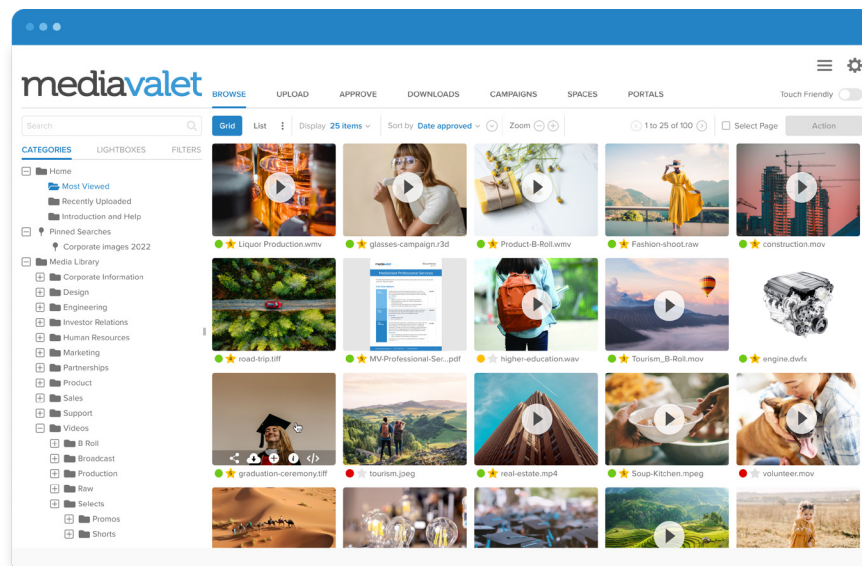 mediavalet
BROWSE UPLOAD APPROVE DOWNLOADS CAMPAIGNS SPACES PORTALS Touch Friendly
Search Grid List Display 25 items Sort by Date approved Zoom 1 to 25 of 100 Select Page Action
CATEGORIES LIGHTBOXES FILTERS
Home
Most Viewed
Recently Uploaded
Introduction and Help
Pinned Searches
Corporate images 2022
Media Library
Corporate Information
Design
Engineering
Investor Relations
Human Resources
Marketing
Partnerships
Product
Sales
Support
Videos
B Roll
Broadcast
Production
Raw
Selects
Promos
Shorts
Liquor Production.wmv glasses-campaign.r3d Product-B-Roll.wmv Fashion-shoot.raw construction.mov
mediavalet
MediaValet Professional Services
road-trip.tiff MV-Professional-Ser...pdf higher-education.wav Tourism_B-Roll.mov engine.dwfx
graduation-ceremony.tiff tourism.jpeg real-estate.mp4 Soup-Kitchen.mpeg volunteer.mov